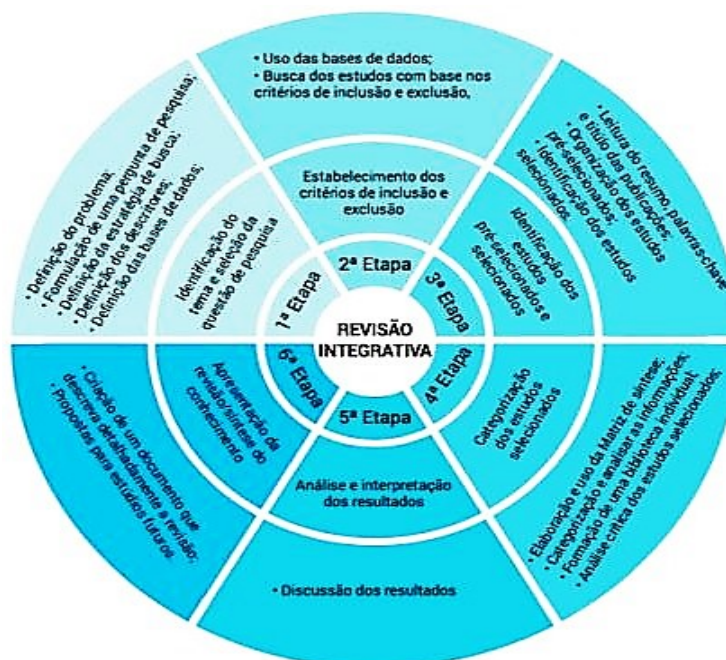 REVISÃO
INTEGRATIVA
1ª Etapa
Identificação do
tema e seleção da
questão de pesquisa
• Definição do problema;
• Formulação de uma pergunta de pesquisa;
• Definição da estratégia de busca;
• Definição dos descritores;
• Definição das bases de dados;
2ª Etapa
Estabelecimento dos
critérios de inclusão e
exclusão
• Uso das bases de dados;
• Busca dos estudos com base nos
critérios de inclusão e exclusão,
3ª Etapa
Identificação dos
estudos
pré-selecionados e
selecionados
• Leitura do resumo, palavras-chave
e título das publicações;
• Organização dos estudos
pré-selecionados;
• Identificação dos estudos
selecionados.
4ª Etapa
Categorização
dos estudos
selecionados
• Elaboração e uso da Matriz de síntese;
• Categorização e analisar as informações;
• Formação de uma biblioteca individual;
• Análise crítica dos estudos selecionados;
5ª Etapa
Análise e interpretação
dos resultados
• Discussão dos resultados
6ª Etapa
Apresentação da
revisão/síntese do
conhecimento
• Criação de um documento que
descreva detalhadamente a revisão;
• Propostas para estudos futuros.